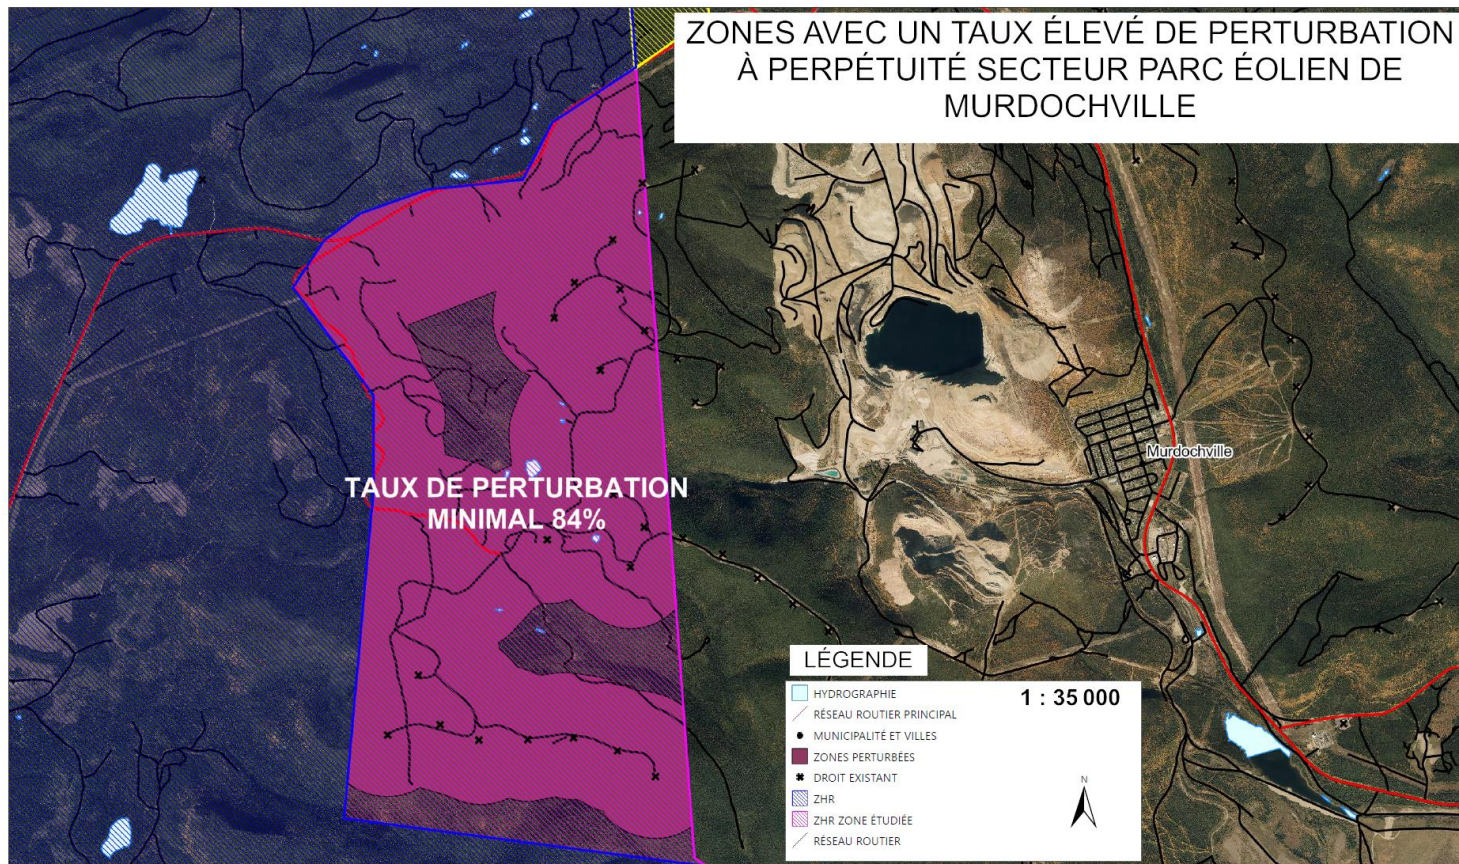 ZONES AVEC UN TAUX ÉLEVÉ DE PERTURBATION
À PERPÉTUITÉ SECTEUR PARC ÉOLIEN DE
MURDOCHVILLE
Murdochville
TAUX DE PERTURBATION
MINIMAL 84%
LÉGENDE
1 : 35 000
HYDROGRAPHIE
RÉSEAU ROUTIER PRINCIPAL
MUNICIPALITÉ ET VILLES
ZONES PERTURBÉES
DROIT EXISTANT
ZHR
ZHR ZONE ÉTUDIÉE
RÉSEAU ROUTIER
N